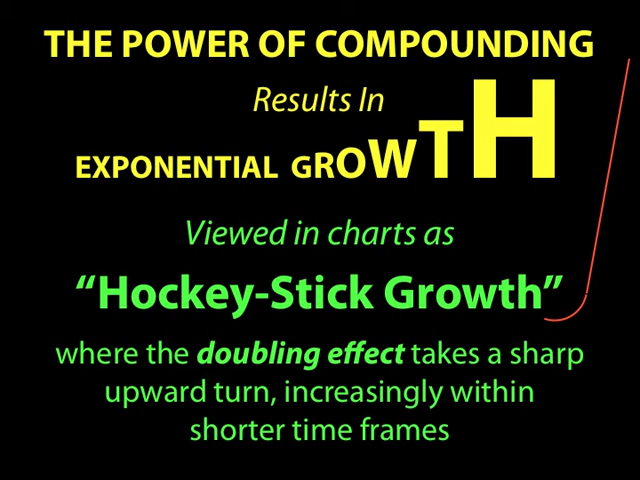 THE POWER OF COMPOUNDING
Results In
EXPONENTIAL GROWTH
Viewed in charts as
“Hockey-Stick Growth”
where the doubling effect takes a sharp
upward turn, increasingly within
shorter time frames